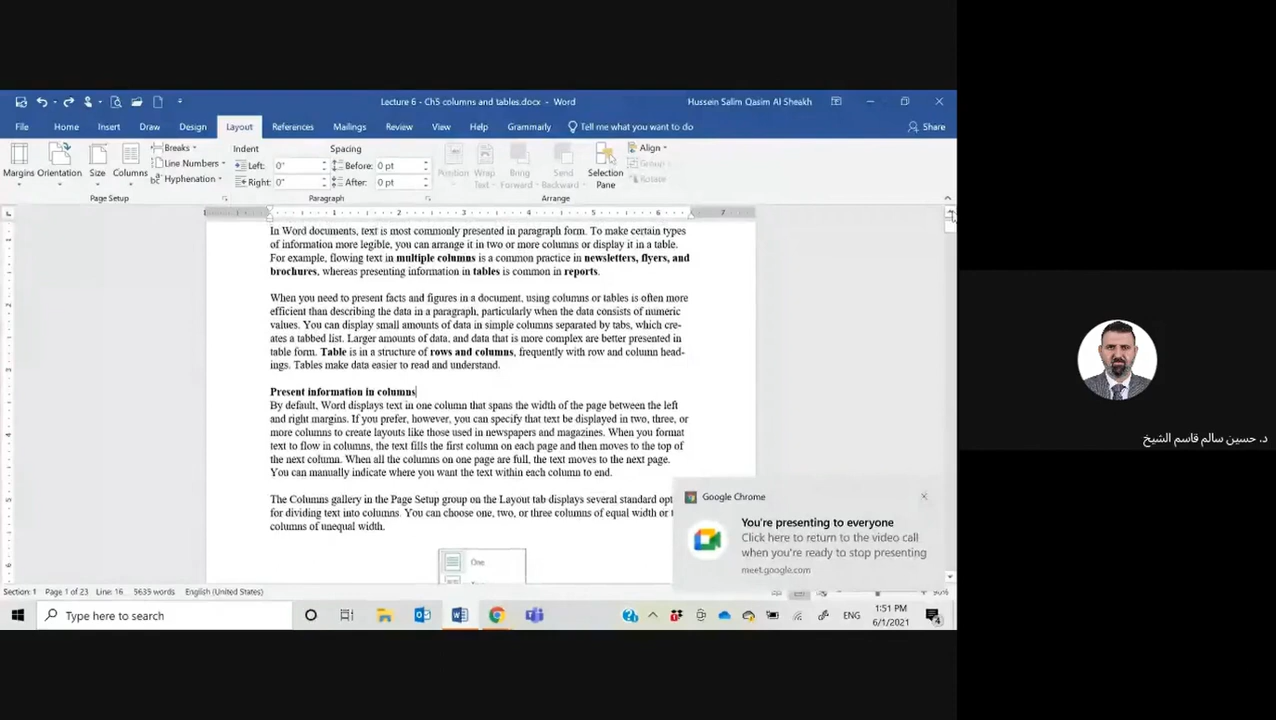 Lecture 6 - Ch5 columns and tables.docx - Word
Hussein Salim Qasim Al Sheakh
File Home Insert Draw Design Layout References Mailings Review View Help Grammarly Tell me what you want to do Share
Margins Orientation Size Columns
Breaks
Line Numbers
Hyphenation
Page Setup
Indent
Left: 0"
Right: 0"
Spacing
Before: 0 pt
After: 0 pt
Paragraph
Position
Wrap Text
Bring Forward
Send Backward
Selection Pane
Align
Group
Rotate
Arrange
In Word documents, text is most commonly presented in paragraph form. To make certain types
of information more legible, you can arrange it in two or more columns or display it in a table.
For example, flowing text in multiple columns is a common practice in newsletters, flyers, and
brochures, whereas presenting information in tables is common in reports.
When you need to present facts and figures in a document, using columns or tables is often more
efficient than describing the data in a paragraph, particularly when the data consists of numeric
values. You can display small amounts of data in simple columns separated by tabs, which cre-
ates a tabbed list. Larger amounts of data, and data that is more complex are better presented in
table form. Table is in a structure of rows and columns, frequently with row and column head-
ings. Tables make data easier to read and understand.
Present information in columns
By default, Word displays text in one column that spans the width of the page between the left
and right margins. If you prefer, however, you can specify that text be displayed in two, three, or
more columns to create layouts like those used in newspapers and magazines. When you format
text to flow in columns, the text fills the first column on each page and then moves to the top of
the next column. When all the columns on one page are full, the text moves to the next page.
You can manually indicate where you want the text within each column to end.
The Columns gallery in the Page Setup group on the Layout tab displays several standard opt
for dividing text into columns. You can choose one, two, or three columns of equal width or t
columns of unequal width.
One
Google Chrome
You're presenting to everyone
Click here to return to the video call
when you're ready to stop presenting
meet.google.com
Section: 1 Page 1 of 23 Line: 16 5639 words English (United States)
90%
Type here to search
ENG
1:51 PM
6/1/2021
4
د. حسين سالم قاسم الشيخ